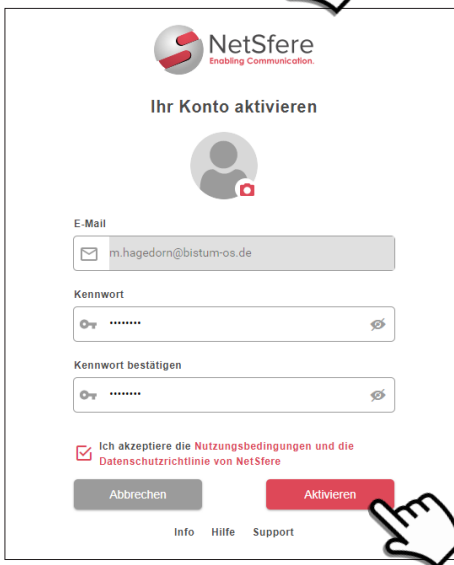 NetSfere
Enabling Communication.
Ihr Konto aktivieren
E-Mail
m.hagedorn@bistum-os.de
Kennwort
••••••••
Kennwort bestätigen
••••••••
Ich akzeptiere die Nutzungsbedingungen und die
Datenschutzrichtlinie von NetSfere
Abbrechen
Aktivieren
Info Hilfe Support